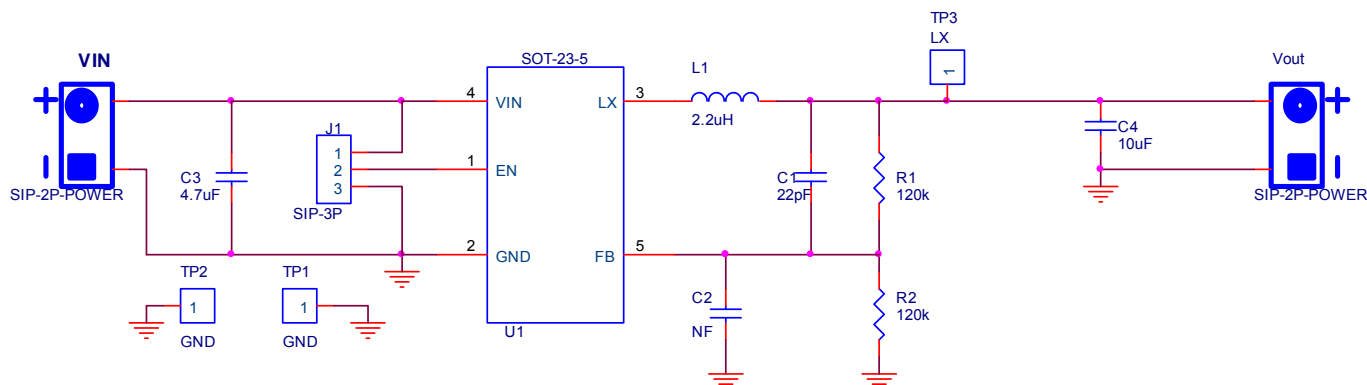 VIN
SIP-2P-POWER
C3
4.7uF
J1
1
2
3
SIP-3P
TP2
1
GND
TP1
1
GND
SOT-23-5
4
VIN
1
EN
2
GND
LX
3
FB
5
U1
L1
2.2uH
C1
22pF
R1
120k
C2
NF
R2
120k
TP3
LX
1
C4
10uF
Vout
SIP-2P-POWER